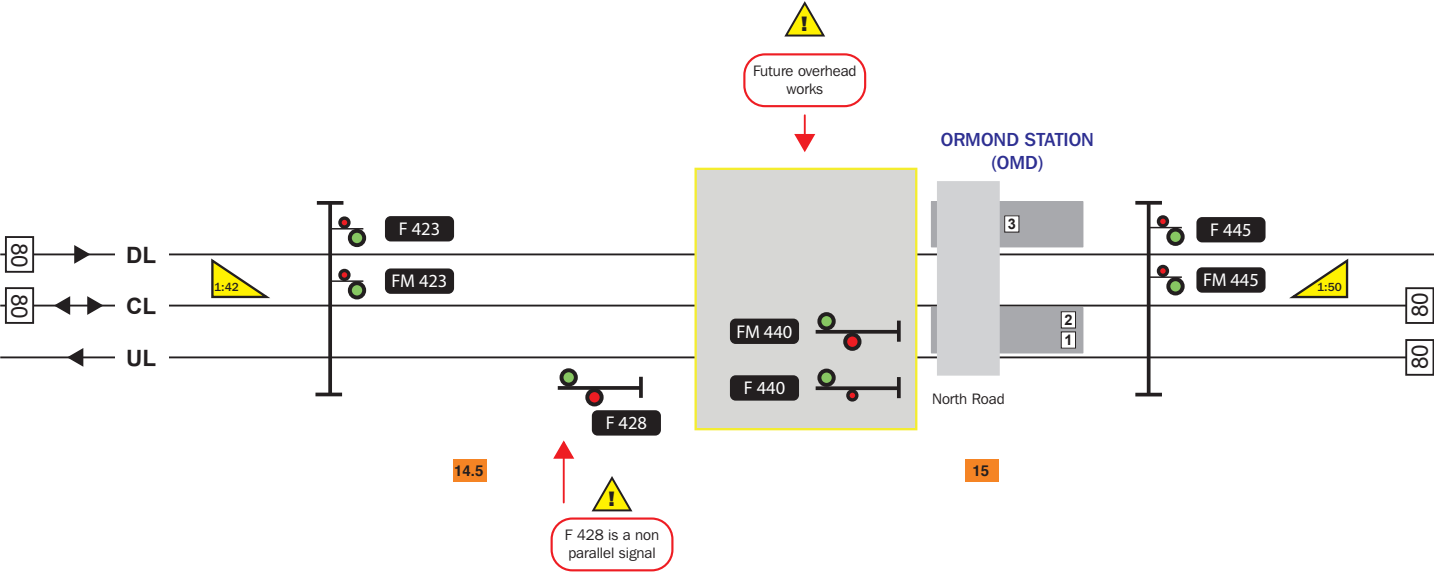 !
Future overhead
works
ORMOND STATION
(OMD)
3
F 423
F 445
80
DL
FM 423
FM 445
1:42
1:50
80
CL
80
2
FM 440
1
UL
80
F 440
North Road
F 428
14.5
15
!
F 428 is a non
parallel signal